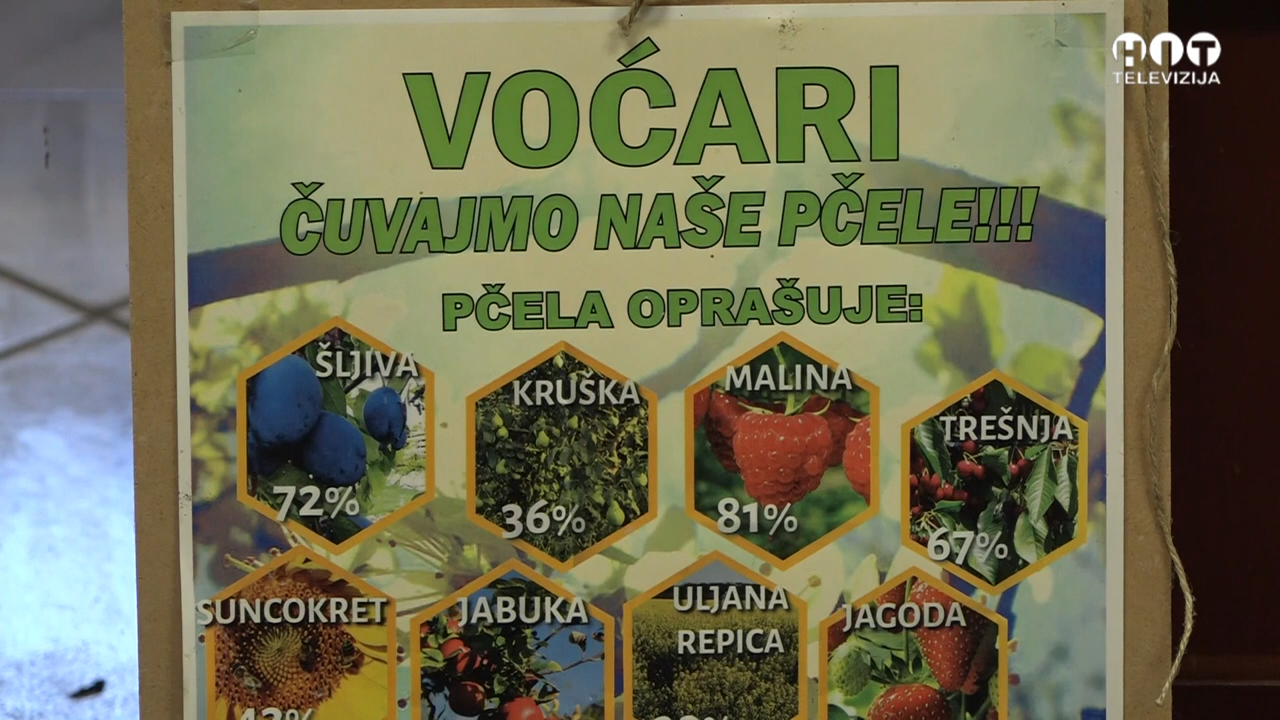 HIT
TELEVIZIJA
VOĆARI
ČUVAJMO NAŠE PČELE!!!
PČELA OPRAŠUJE:
ŠLJIVA
72%
KRUŠKA
36%
MALINA
81%
TREŠNJA
67%
SUNCOKRET
JABUKA
ULJANA
REPICA
JAGODA